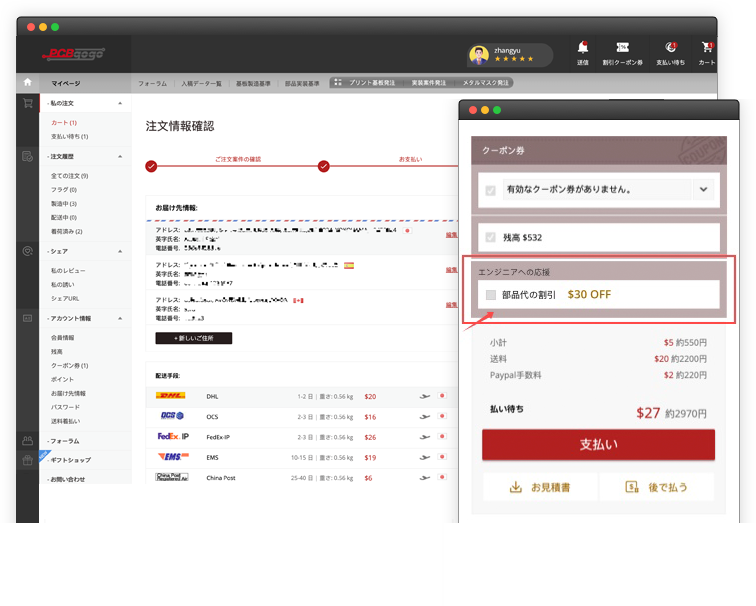 PCBgogo
zhangyu
送信
割引クーポン券
支払い待ち
カート
マイページ
フォーラム
入稿データ一覧
基板製造基準
部品実装基準
プリント基板発注
実装案件発注
メタルマスク発注
- 私の注文
カート (1)
支払い待ち (1)
- 注文履歴
全ての注文 (9)
フラグ (0)
製造中 (3)
配送中 (0)
着荷済み (2)
- シェア
私のレビュー
私の誘い
シェアURL
- アカウント情報
会員情報
残高
クーポン券 (1)
ポイント
お届け先情報
パスワード
送料着払い
- フォーラム
- ギフトショップ
- お問い合わせ
注文情報確認
ご注文案件の確認
お支払い
お届け先情報:
アドレス:
編集
英字氏名:
電話番号:
アドレス:
編集
英字氏名:
電話番号:
アドレス:
編集
英字氏名:
電話番号:
+ 新しいご住所
配送手段:
DHL DHL 1-2 日 | 重さ: 0.56 kg $20
OCS OCS 2-3 日 | 重さ: 0.56 kg $16
FedEx IP FedEx-IP 2-3 日 | 重さ: 0.56 kg $26
EMS EMS 10-15 日 | 重さ: 0.56 kg $19
China Post Registered Air China Post 25-40 日 | 重さ: 0.56 kg $6
クーポン券
COUPON
有効なクーポン券がありません。
残高 $532
エンジニアへの応援
部品代の割引 $30 OFF
小計 $5 約550円
送料 $20 約2200円
Paypal手数料 $2 約220円
払い待ち $27 約2970円
支払い
お見積書
後で払う